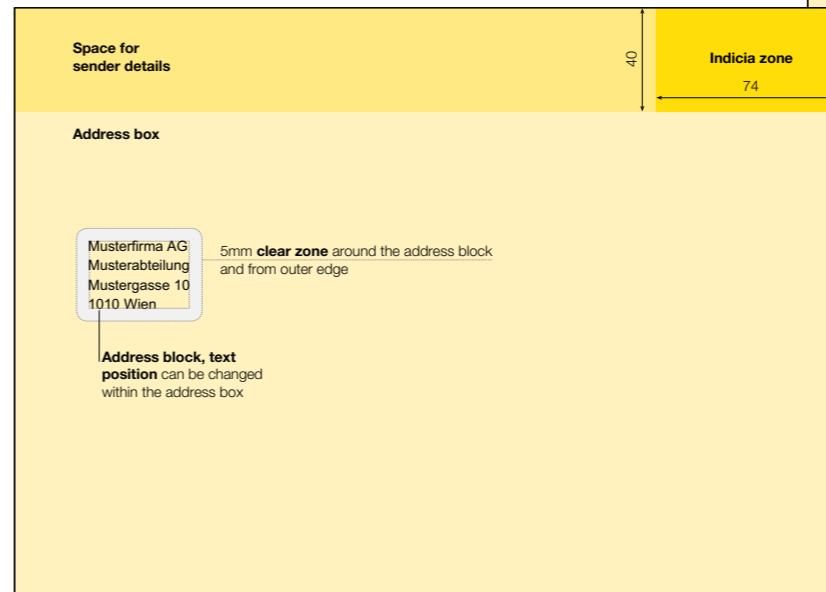 Space for
sender details
40
Indicia zone
74
Address box
Musterfirma AG
Musterabteilung
Mustergasse 10
1010 Wien
5mm clear zone around the address block
and from outer edge
Address block, text
position can be changed
within the address box